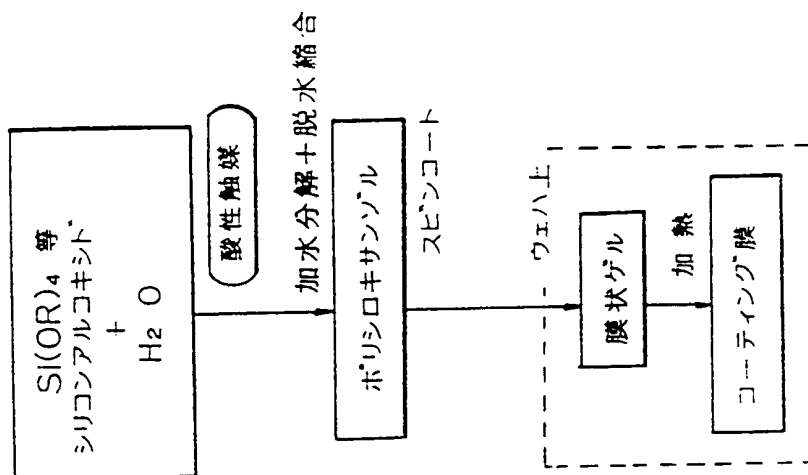 Si(OR)₄ 等
シリコンアルコキシド
+
H₂O
酸性触媒
加水分解+脱水縮合
ポリシロキサンゾル
スピンコート
ウェハ上
膜状ゲル
加熱
コーティング膜